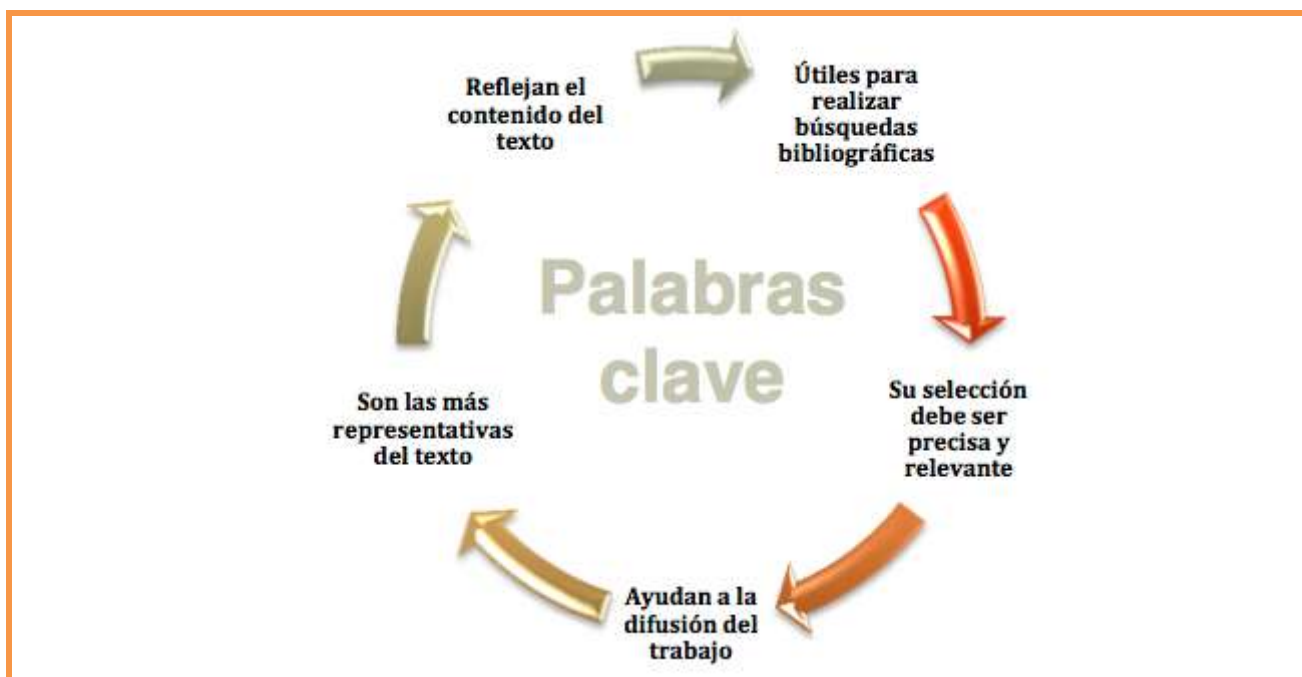 Reflejan el
contenido del
texto
Útiles para
realizar
búsquedas
bibliográficas
Palabras
clave
Su selección
debe ser
precisa y
relevante
Ayudan a la
difusión del
trabajo
Son las más
representativas
del texto